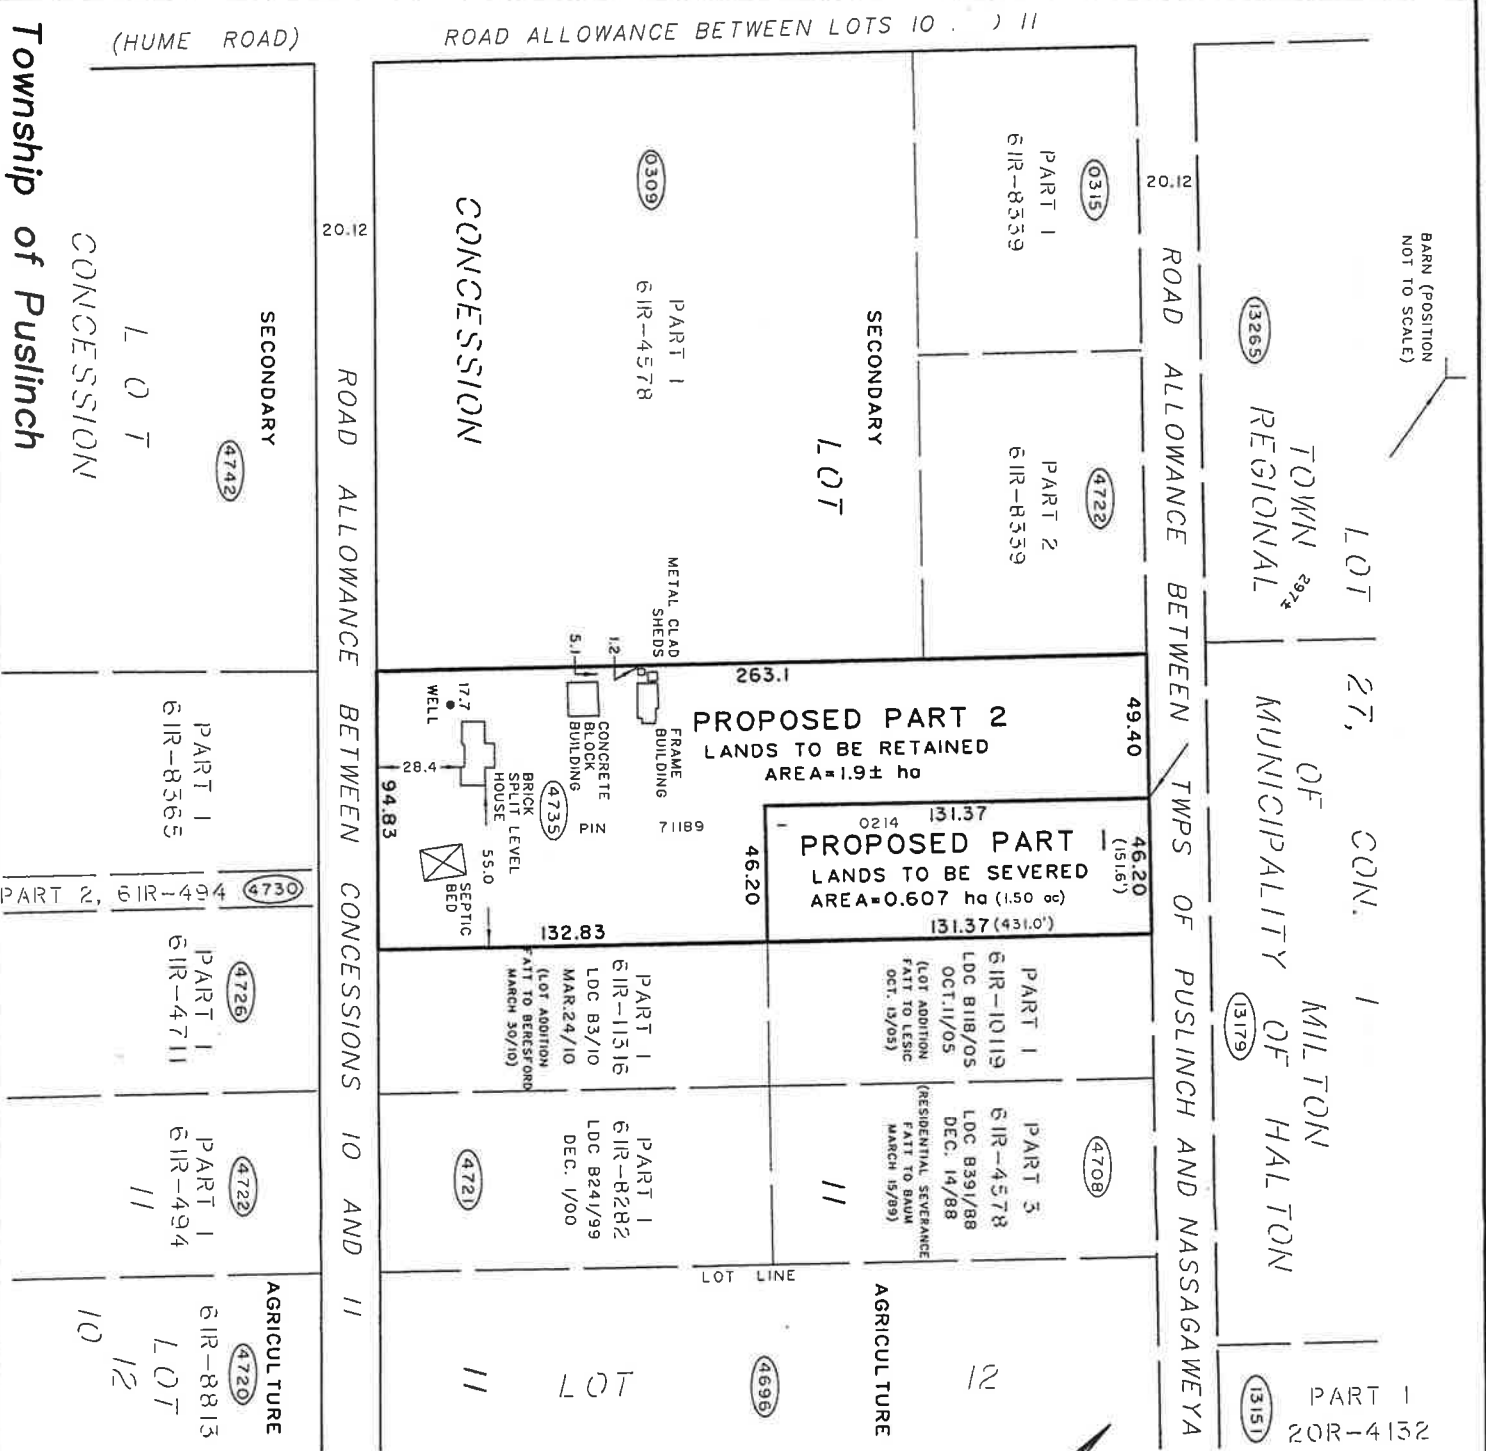 (HUME ROAD)
ROAD ALLOWANCE BETWEEN LOTS 10 . ) 11
Township of Puslinch
BARN (POSITION
NOT TO SCALE)
LOT 27, CON. 1
TOWN OF MILTON
REGIONAL MUNICIPALITY OF HALTON
297±
13265
13179
13151
PART 1
20R-4132
20.12
ROAD ALLOWANCE BETWEEN TWPS OF PUSLINCH AND NASSAGAWEYA
0315
PART 1
61R-8339
4722
PART 2
61R-8339
SECONDARY
LOT
0309
PART 1
61R-4578
CONCESSION
METAL CLAD
SHEDS
1.2
5.1
263.1
49.40
PROPOSED PART 2
LANDS TO BE RETAINED
AREA=1.9± ha
FRAME
BUILDING
CONCRETE
BLOCK
BUILDING
17.7
WELL
28.4
BRICK
SPLIT LEVEL
HOUSE
4735
PIN 71189 - 0214
55.0
SEPTIC
BED
94.83
132.83
46.20
131.37
PROPOSED PART 1
LANDS TO BE SEVERED
AREA=0.607 ha (1.50 ac)
46.20
(151.6')
131.37 (431.0')
PART 1
61R-10119
LDC B118/05
OCT.11/05
(LOT ADDITION
FATT TO LESIC
OCT. 13/05)
PART 1
61R-11316
LDC B3/10
MAR.24/10
(LOT ADDITION
FATT TO BERESFORD
MARCH 30/10)
4708
PART 3
61R-4578
LDC B391/88
DEC. 14/88
(RESIDENTIAL SEVERANCE
FATT TO BAUM
MARCH 15/89)
11
PART 1
61R-8282
LDC B241/99
DEC. 1/00
4721
LOT LINE
AGRICULTURE
12
4696
LOT
11
20.12
ROAD ALLOWANCE BETWEEN CONCESSIONS 10 AND 11
SECONDARY
4742
LOT
CONCESSION
PART 1
61R-8365
PART 2, 61R-494
4730
4726
PART 1
61R-4711
4722
PART 1
61R-494
11
AGRICULTURE
4720
61R-8813
LOT
12
10